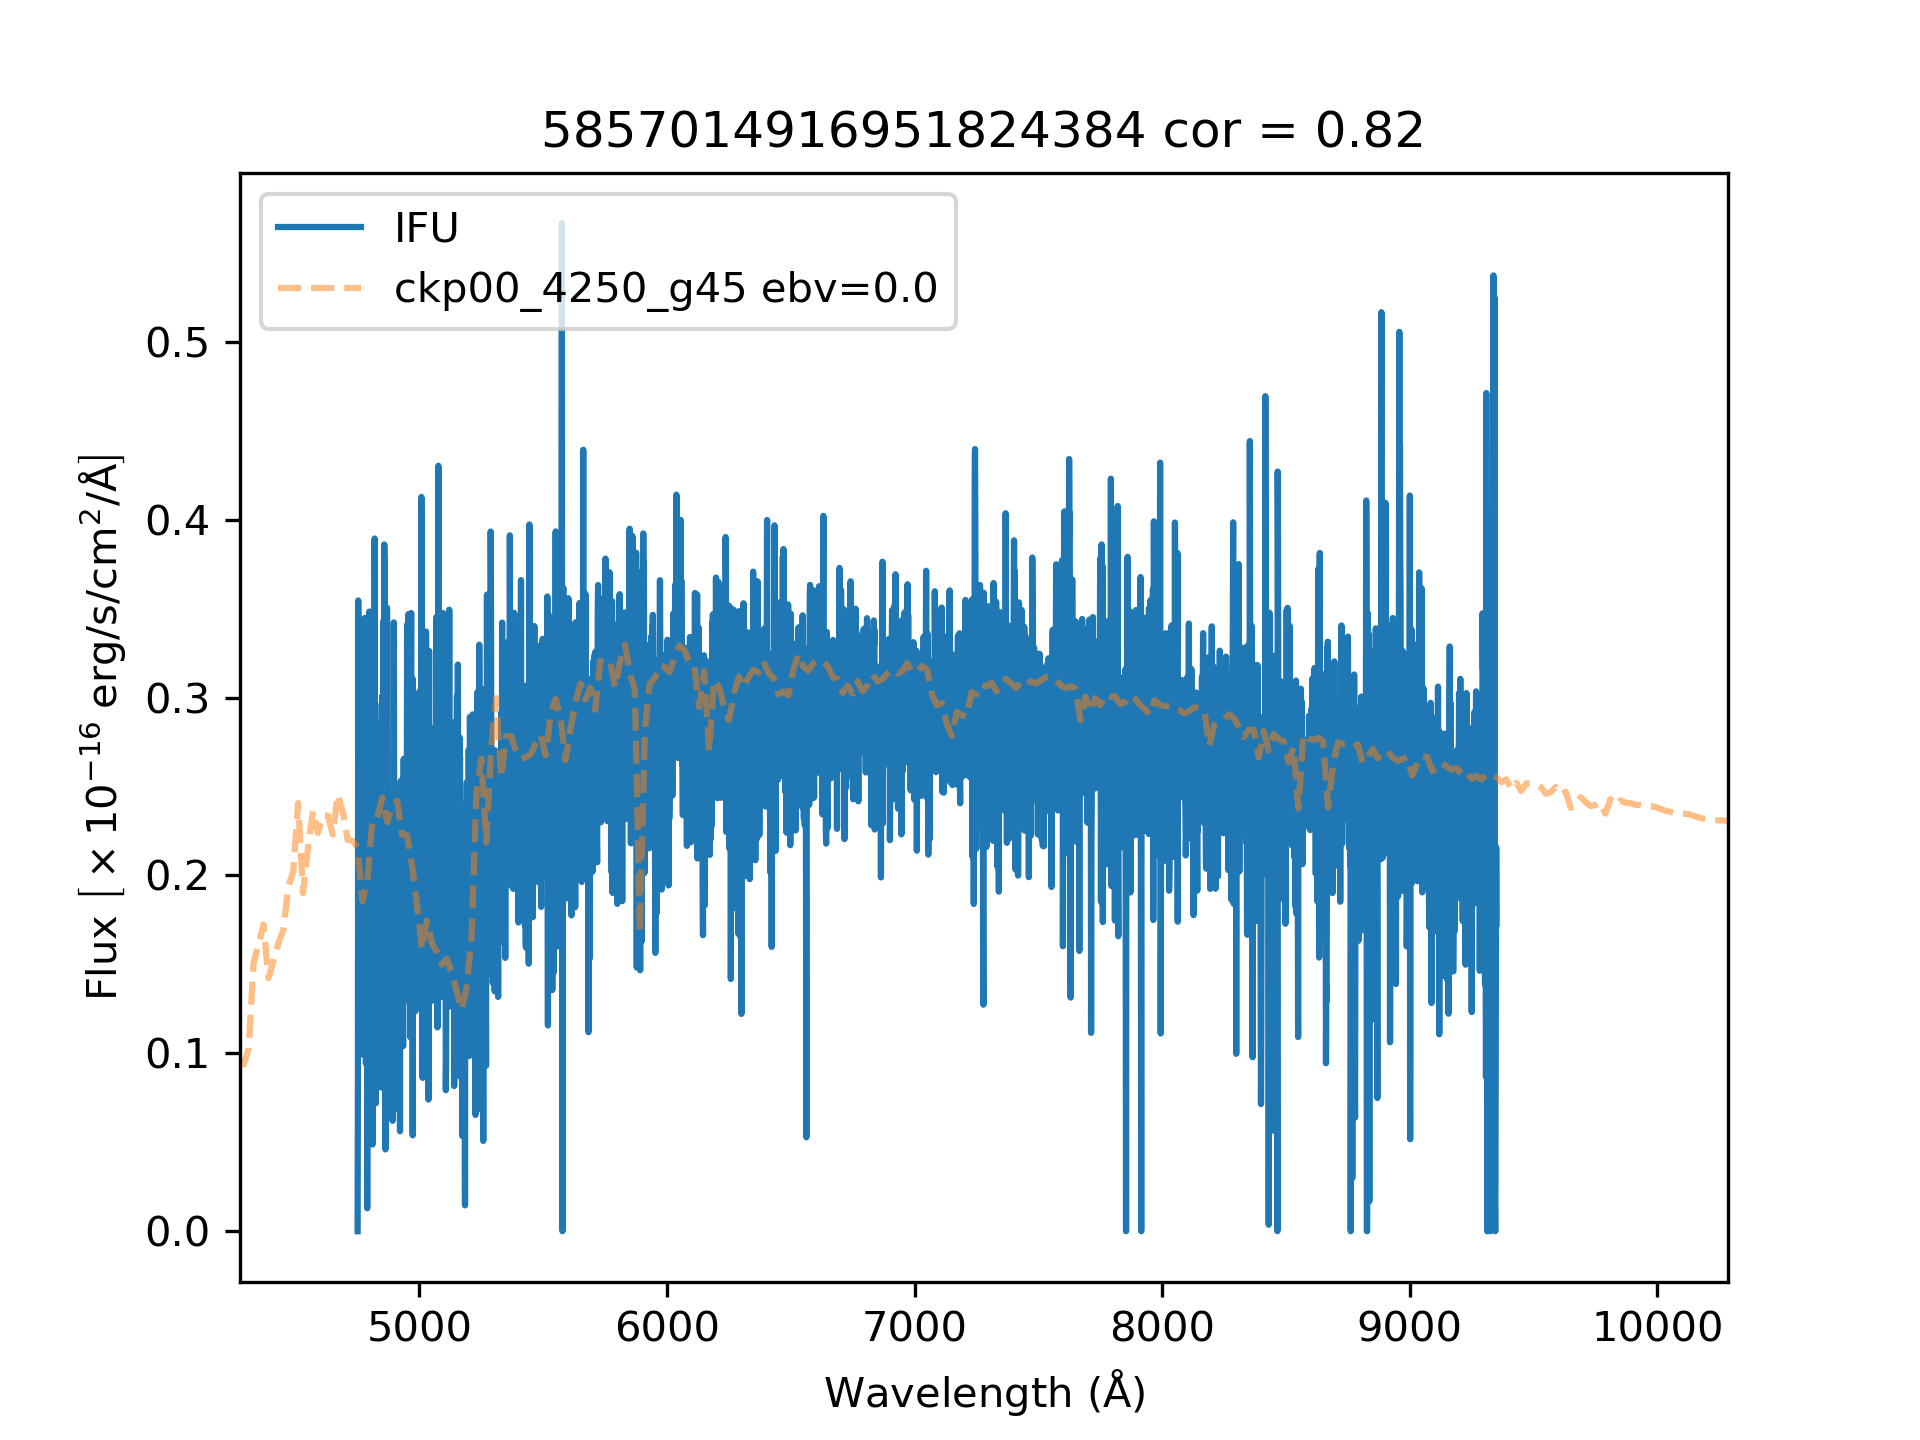 5857014916951824384 cor = 0.82
IFU
ckp00_4250_g45 ebv=0.0
Flux [×10⁻¹⁶ erg/s/cm²/Å]
0.5
0.4
0.3
0.2
0.1
0.0
5000 6000 7000 8000 9000 10000
Wavelength (Å)